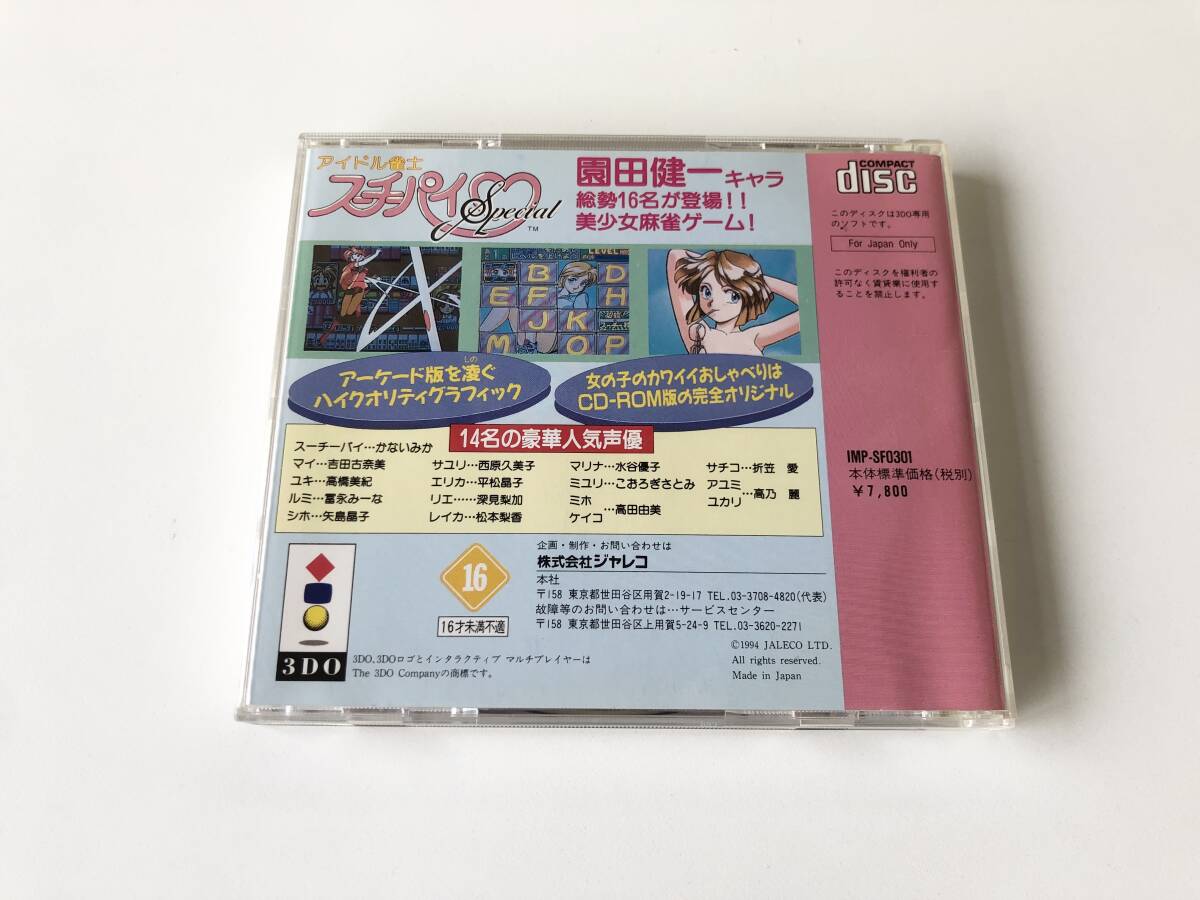 アイドル雀士
スーチーパイ
Special
TM
園田健一キャラ
総勢16名が登場!!
美少女麻雀ゲーム!
COMPACT
disc
このディスクは3DO専用
のソフトです。
For Japan Only
このディスクを権利者の
許可なく賃貸業に使用す
ることを禁止します。
LEVEL
B D
E F H
J K
M O P
しの
アーケード版を凌ぐ
ハイクオリティグラフィック
女の子のカワイイおしゃべりは
CD-ROM版の完全オリジナル
14名の豪華人気声優
スーチーパイ…かないみか
マイ…吉田古奈美
ユキ…高橋美紀
ルミ…冨永みーな
シホ…矢島晶子
サユリ…西原久美子
エリカ…平松晶子
リエ……深見梨加
レイカ…松本梨香
マリナ…水谷優子
ミユリ…こおろぎさとみ
ミホ
ケイコ
…高田由美
サチコ…折笠 愛
アユミ
ユカリ
…高乃 麗
IMP-SF0301
本体標準価格(税別)
¥7,800
3DO
16
16才未満不適
企画・制作・お問い合わせは
株式会社ジャレコ
本社
〒158 東京都世田谷区用賀2-19-17 TEL.03-3708-4820(代表)
故障等のお問い合わせは…サービスセンター
〒158 東京都世田谷区上用賀5-24-9 TEL.03-3620-2271
3DO、3DOロゴとインタラクティブ マルチプレイヤーは
The 3DO Companyの商標です。
©1994 JALECO LTD.
All rights reserved.
Made in Japan